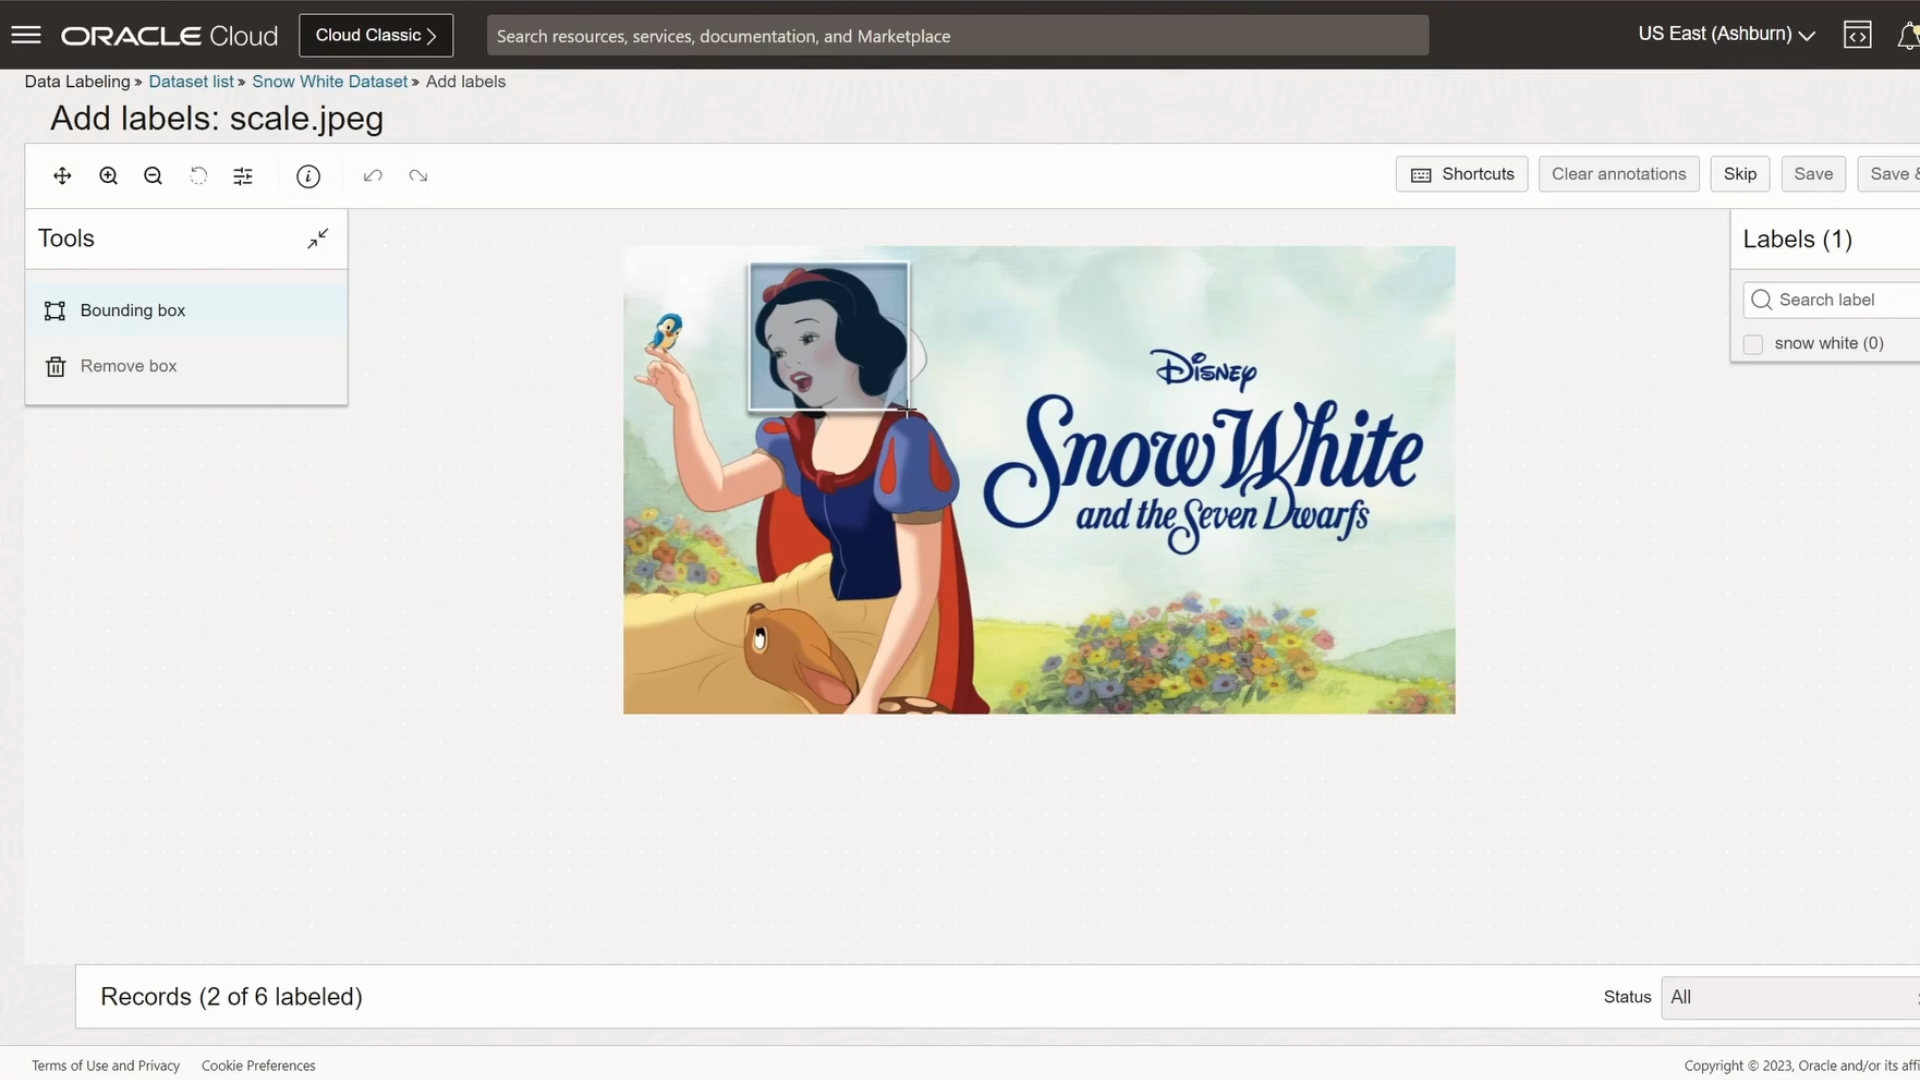 ORACLE Cloud
Cloud Classic
Search resources, services, documentation, and Marketplace
US East (Ashburn)
Data Labeling » Dataset list » Snow White Dataset » Add labels
Add labels: scale.jpeg
Shortcuts
Clear annotations
Skip
Save
Save &
Tools
Bounding box
Remove box
Labels (1)
Search label
snow white (0)
Disney
Snow White
and the Seven Dwarfs
Records (2 of 6 labeled)
Status
All
Terms of Use and Privacy
Cookie Preferences
Copyright © 2023, Oracle and/or its affi